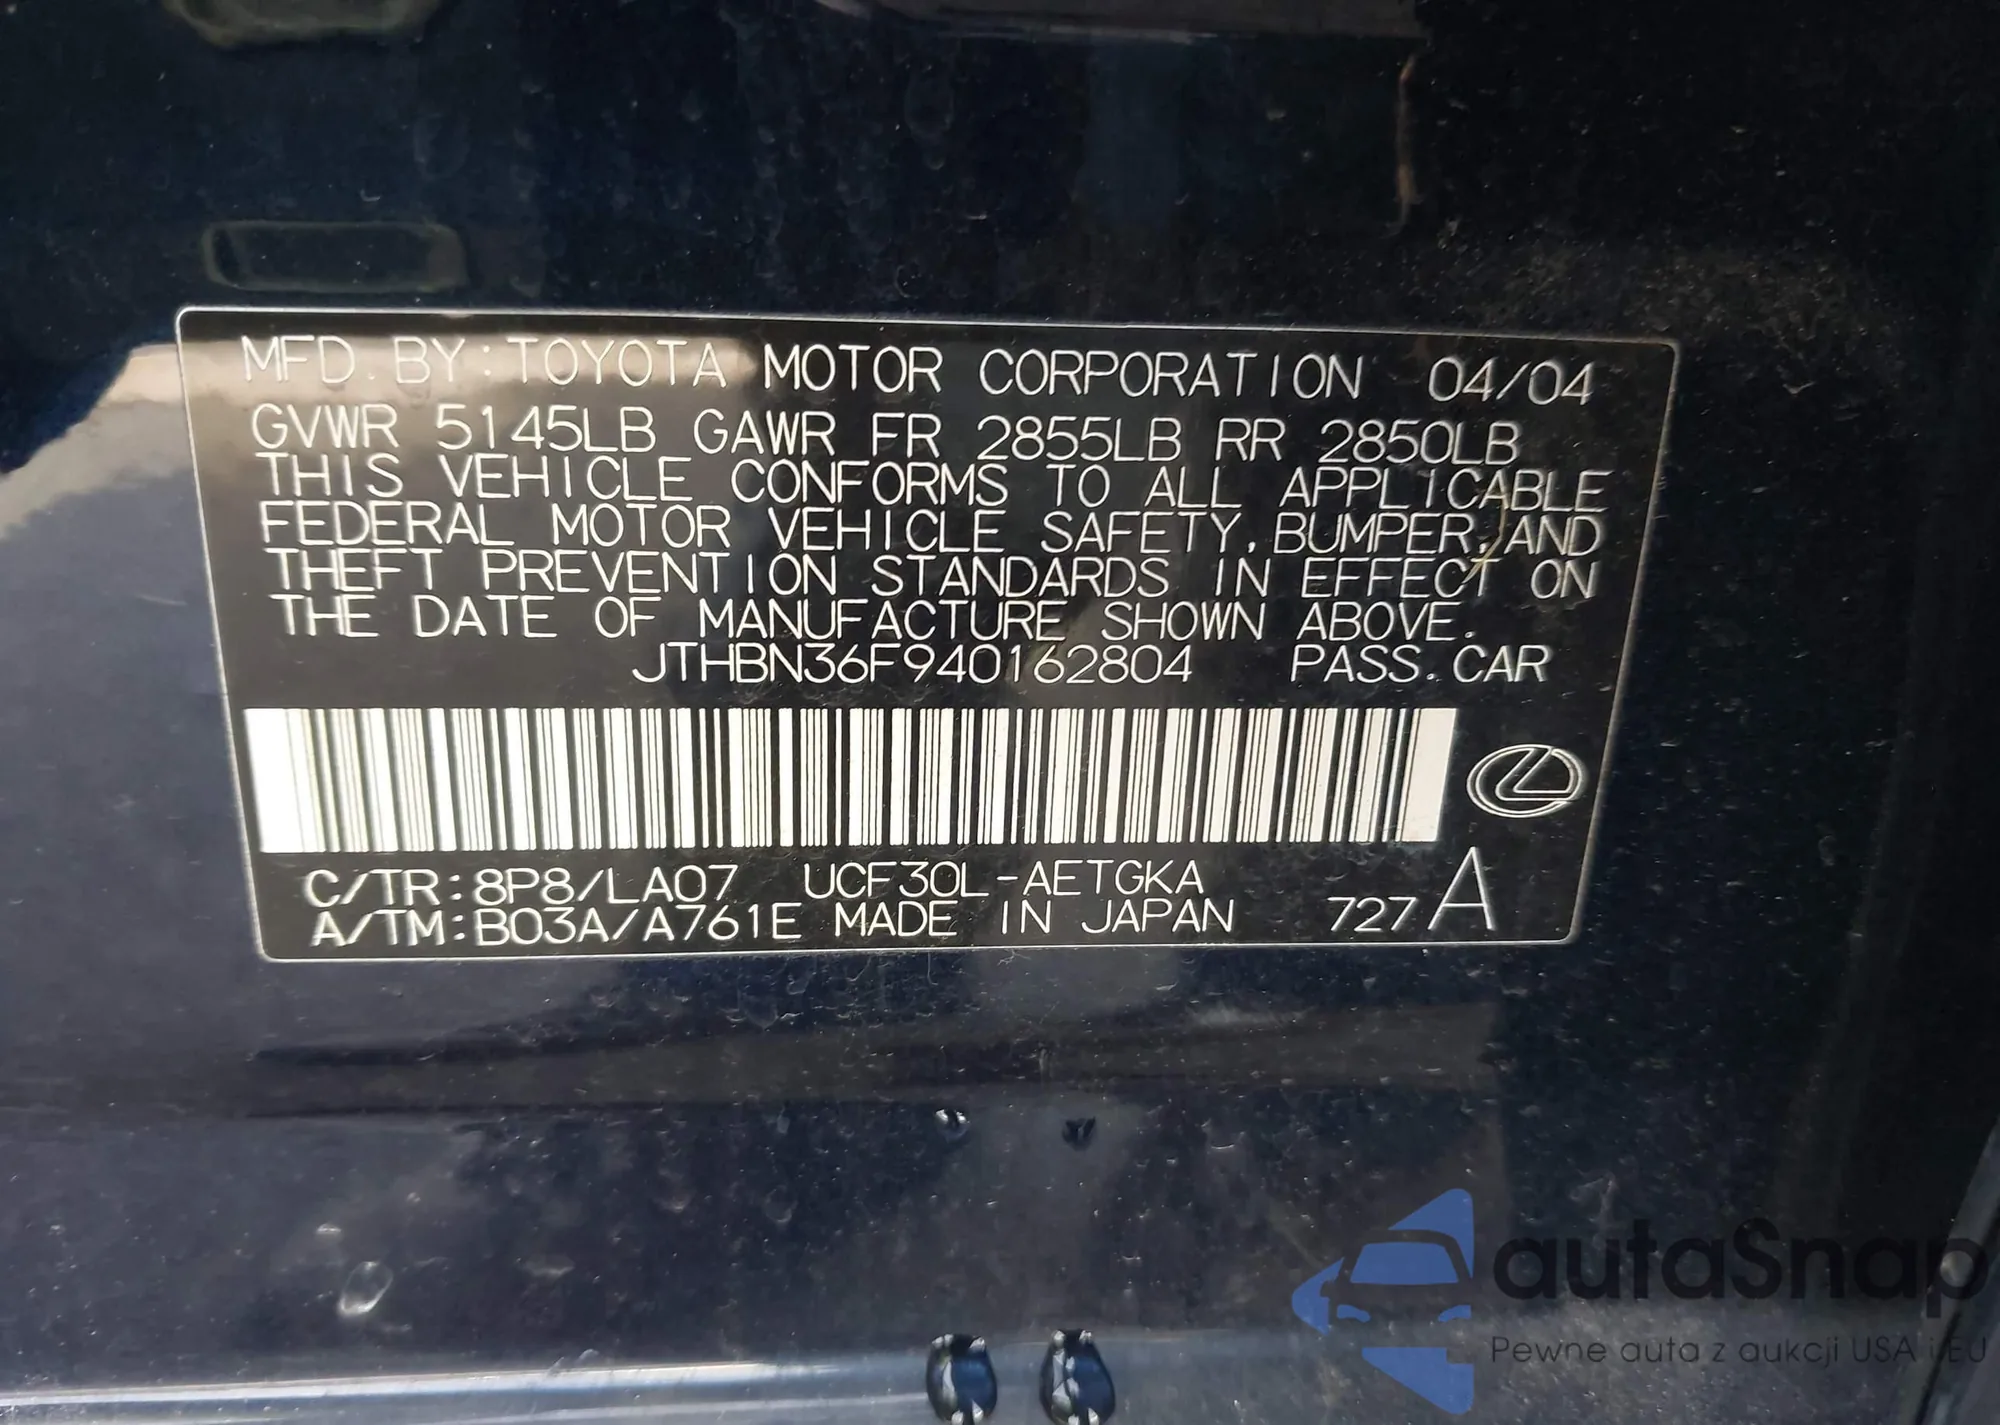 MFD. BY: TOYOTA MOTOR CORPORATION 04/04
GVWR 5145LB GAWR FR 2855LB RR 2850LB
THIS VEHICLE CONFORMS TO ALL APPLICABLE
FEDERAL MOTOR VEHICLE SAFETY, BUMPER, AND
THEFT PREVENTION STANDARDS IN EFFECT ON
THE DATE OF MANUFACTURE SHOWN ABOVE.
JTHBN36F940162804 PASS. CAR
C/TR: 8P8/LA07 UCF30L-AETGKA
A/TM: B03A/A761E MADE IN JAPAN 727 A
autaSnap
Pewne auta z aukcji USA i EU